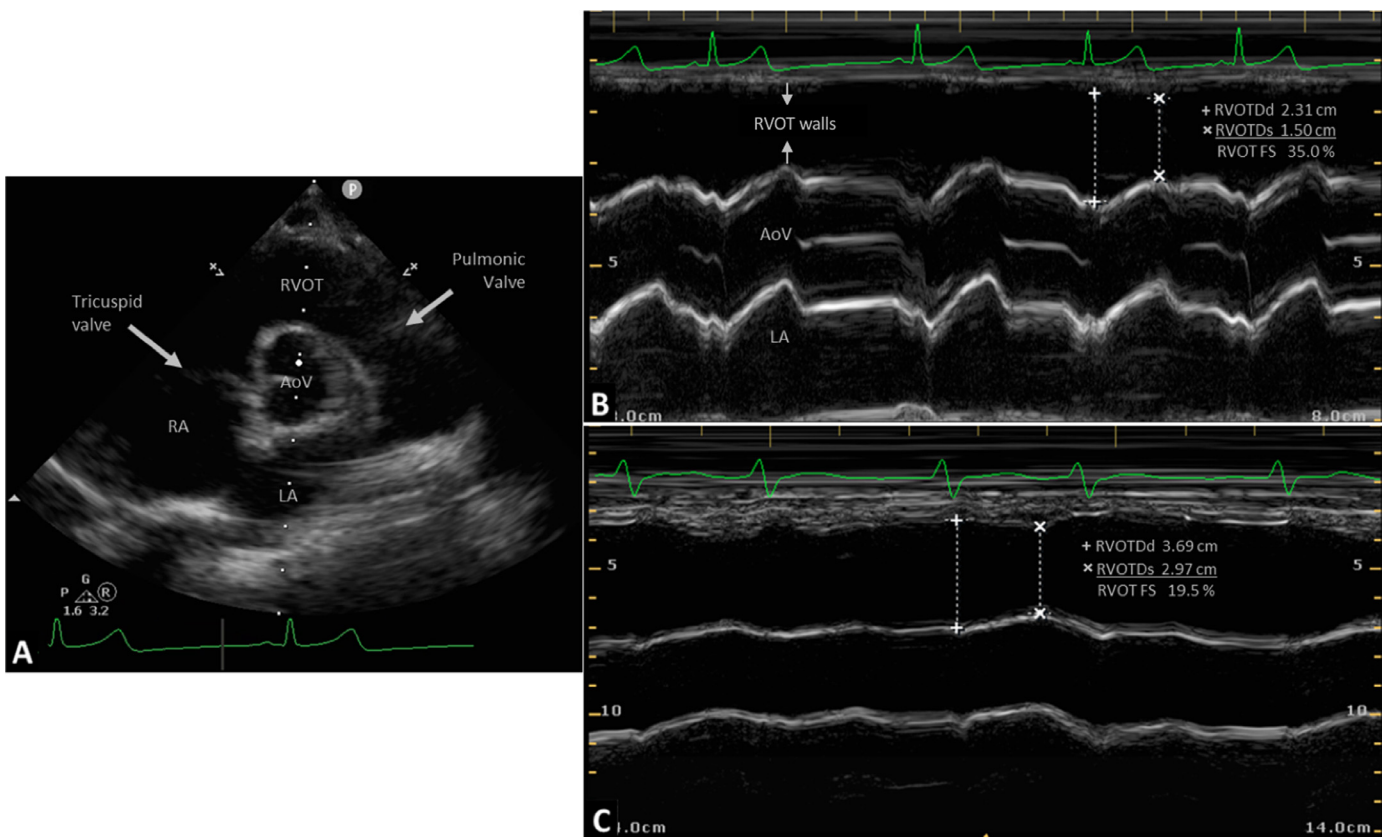 P
RVOT
Pulmonic
Valve
Tricuspid
valve
AoV
RA
LA
G
P R
1.6 3.2
A
RVOT walls
+ RVOTDd 2.31 cm
× RVOTDs 1.50 cm
RVOT FS 35.0 %
AoV
5 5
LA
B .0cm 8.0cm
+ RVOTDd 3.69 cm
× RVOTDs 2.97 cm
RVOT FS 19.5 %
5 5
10 10
C .0cm 14.0cm